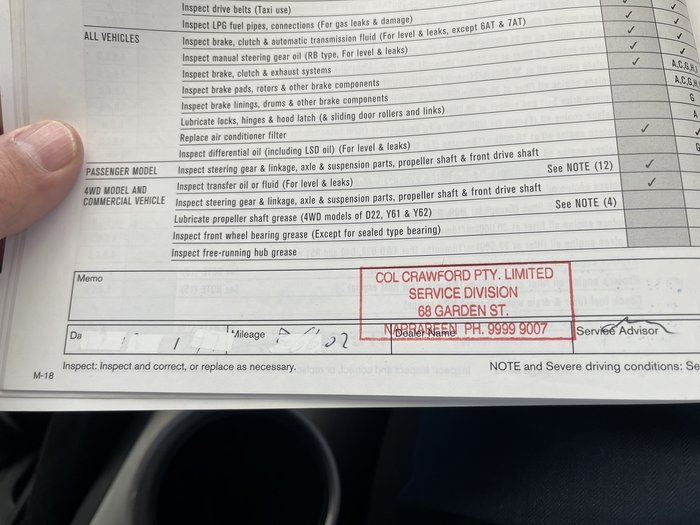 Inspect drive belts (Taxi use)
Inspect LPG fuel pipes, connections (For gas leaks & damage)
ALL VEHICLES Inspect brake, clutch & automatic transmission fluid (For level & leaks, except 6AT & 7AT) ✓
Inspect manual steering gear oil (RB type, For level & leaks) ✓
Inspect brake, clutch & exhaust systems ✓ A,C,G,H,I
Inspect brake pads, rotors & other brake components A,C,G,H,
Inspect brake linings, drums & other brake components G
Lubricate locks, hinges & hood latch (& sliding door rollers and links) A
Replace air conditioner filter ✓
Inspect differential oil (including LSD oil) (For level & leaks) G
PASSENGER MODEL Inspect steering gear & linkage, axle & suspension parts, propeller shaft & front drive shaft ✓
4WD MODEL AND COMMERCIAL VEHICLE Inspect transfer oil or fluid (For level & leaks) See NOTE (12) ✓
Inspect steering gear & linkage, axle & suspension parts, propeller shaft & front drive shaft
Lubricate propeller shaft grease (4WD models of D22, Y61 & Y62) See NOTE (4)
Inspect front wheel bearing grease (Except for sealed type bearing)
Inspect free-running hub grease
Memo
COL CRAWFORD PTY. LIMITED
SERVICE DIVISION
68 GARDEN ST.
NARRABEEN PH. 9999 9007
Da Mileage Dealer Name Service Advisor
Inspect: Inspect and correct, or replace as necessary. NOTE and Severe driving conditions: Se
M-18